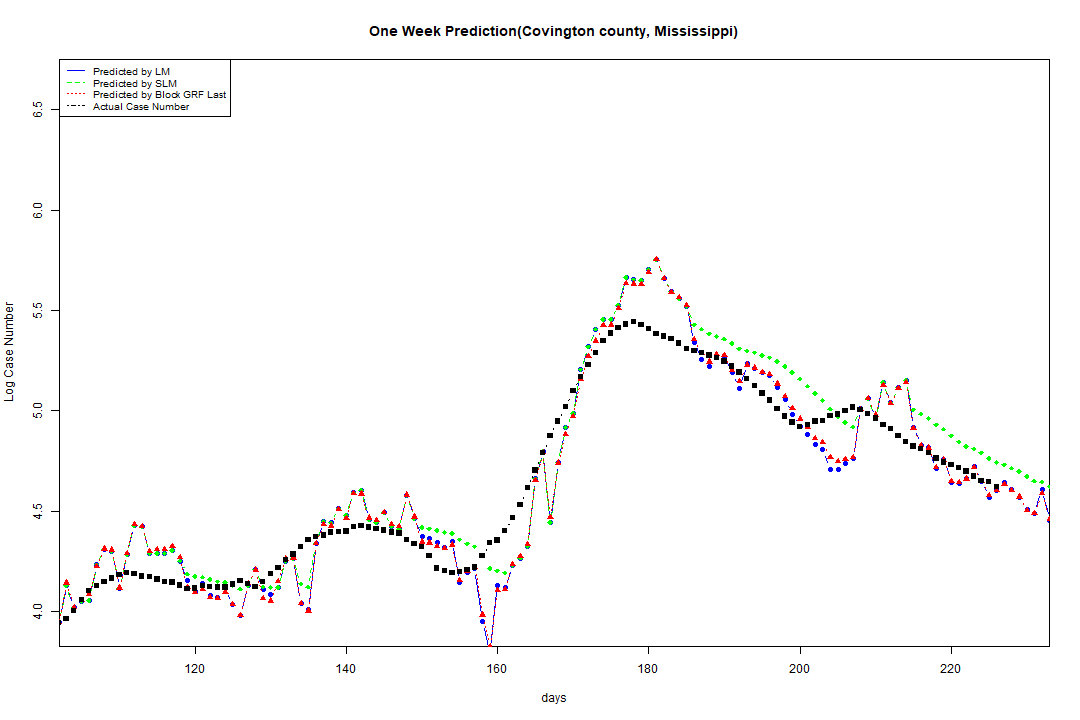 One Week Prediction(Covington county, Mississippi)
Predicted by LM
Predicted by SLM
Predicted by Block GRF Last
Actual Case Number
6.5
6.0
5.5
5.0
4.5
4.0
Log Case Number
120 140 160 180 200 220
days